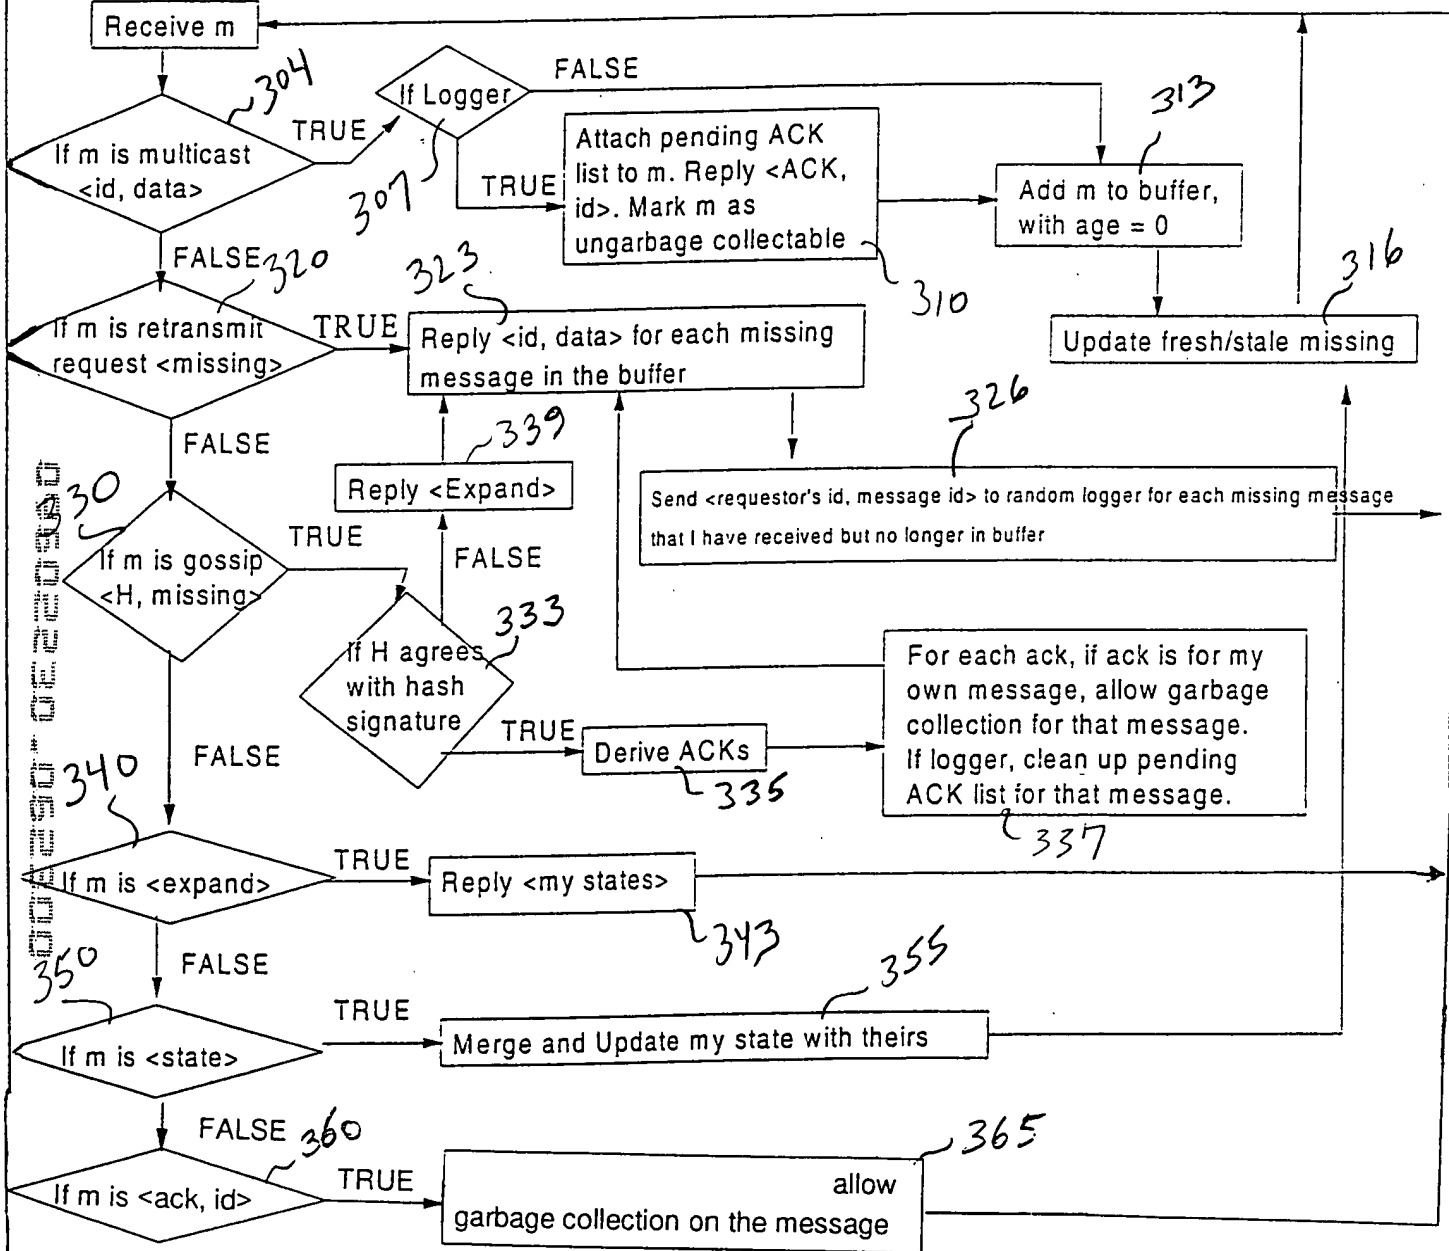 Receive m
304
If m is multicast
<id, data>
TRUE
If Logger
FALSE
307
TRUE
Attach pending ACK
list to m. Reply <ACK,
id>. Mark m as
ungarbage collectable
310
313
Add m to buffer,
with age = 0
316
Update fresh/stale missing
FALSE
320
If m is retransmit
request <missing>
TRUE
323
Reply <id, data> for each missing
message in the buffer
326
Send <requestor's id, message id> to random logger for each missing message
that I have received but no longer in buffer
FALSE
339
Reply <Expand>
330
If m is gossip
<H, missing>
TRUE
FALSE
333
If H agrees
with hash
signature
TRUE
Derive ACKs
335
For each ack, if ack is for my
own message, allow garbage
collection for that message.
If logger, clean up pending
ACK list for that message.
337
FALSE
340
If m is <expand>
TRUE
Reply <my states>
343
FALSE
350
If m is <state>
TRUE
355
Merge and Update my state with theirs
FALSE
360
If m is <ack, id>
TRUE
365
allow
garbage collection on the message